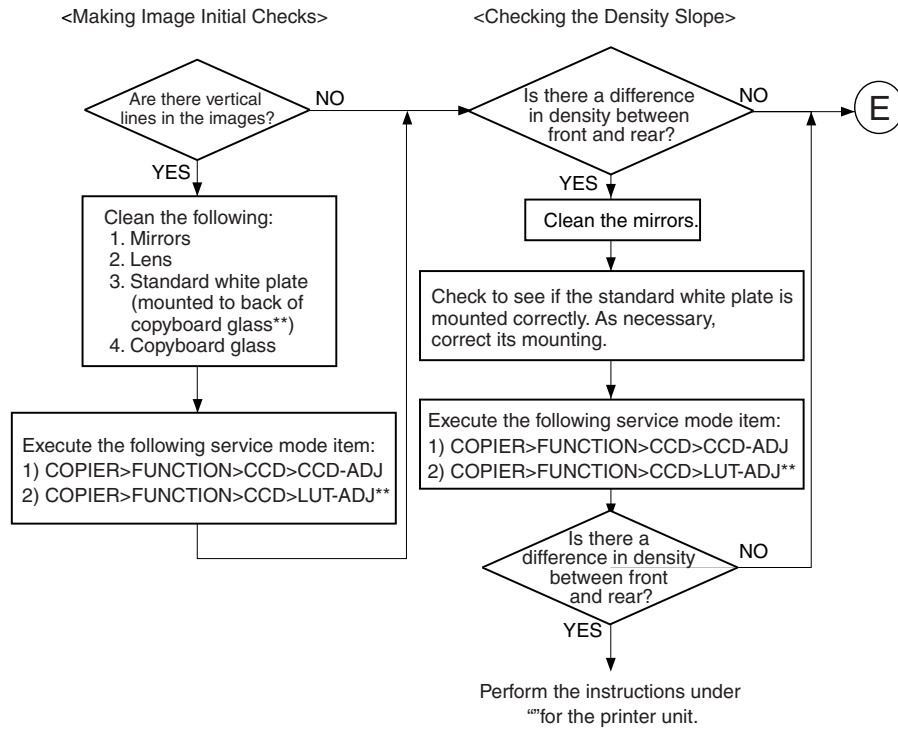 <Making Image Initial Checks>
Are there vertical
lines in the images?
NO
YES
Clean the following:
1. Mirrors
2. Lens
3. Standard white plate
(mounted to back of
copyboard glass**)
4. Copyboard glass
Execute the following service mode item:
1) COPIER>FUNCTION>CCD>CCD-ADJ
2) COPIER>FUNCTION>CCD>LUT-ADJ**
<Checking the Density Slope>
Is there a difference
in density between
front and rear?
NO
E
YES
Clean the mirrors.
Check to see if the standard white plate is
mounted correctly. As necessary,
correct its mounting.
Execute the following service mode item:
1) COPIER>FUNCTION>CCD>CCD-ADJ
2) COPIER>FUNCTION>CCD>LUT-ADJ**
Is there a
difference in density
between front
and rear?
NO
YES
Perform the instructions under
“”for the printer unit.